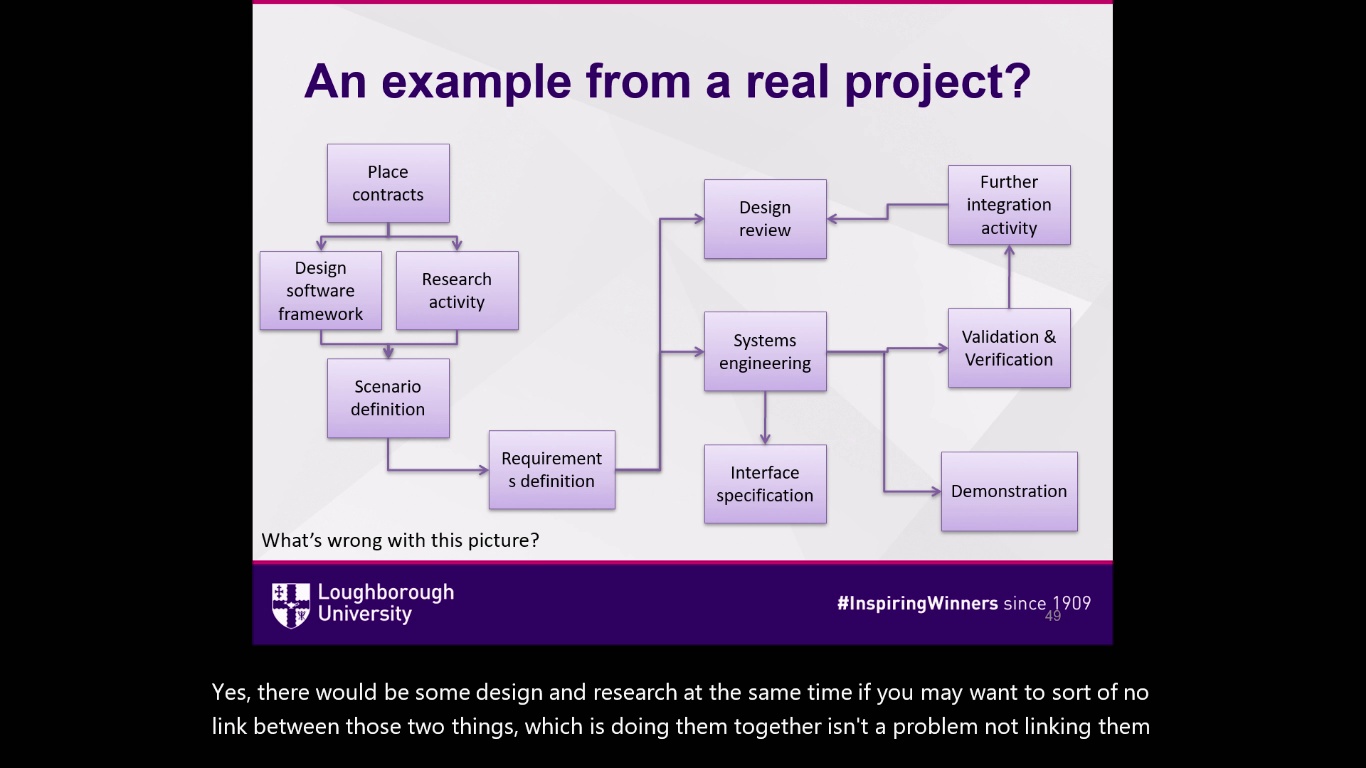 An example from a real project?
Place
contracts
Design
software
framework
Research
activity
Scenario
definition
Requirement
s definition
Design
review
Systems
engineering
Interface
specification
Further
integration
activity
Validation &
Verification
Demonstration
What's wrong with this picture?
Loughborough
University
#InspiringWinners since 1909
49
Yes, there would be some design and research at the same time if you may want to sort of no
link between those two things, which is doing them together isn't a problem not linking them